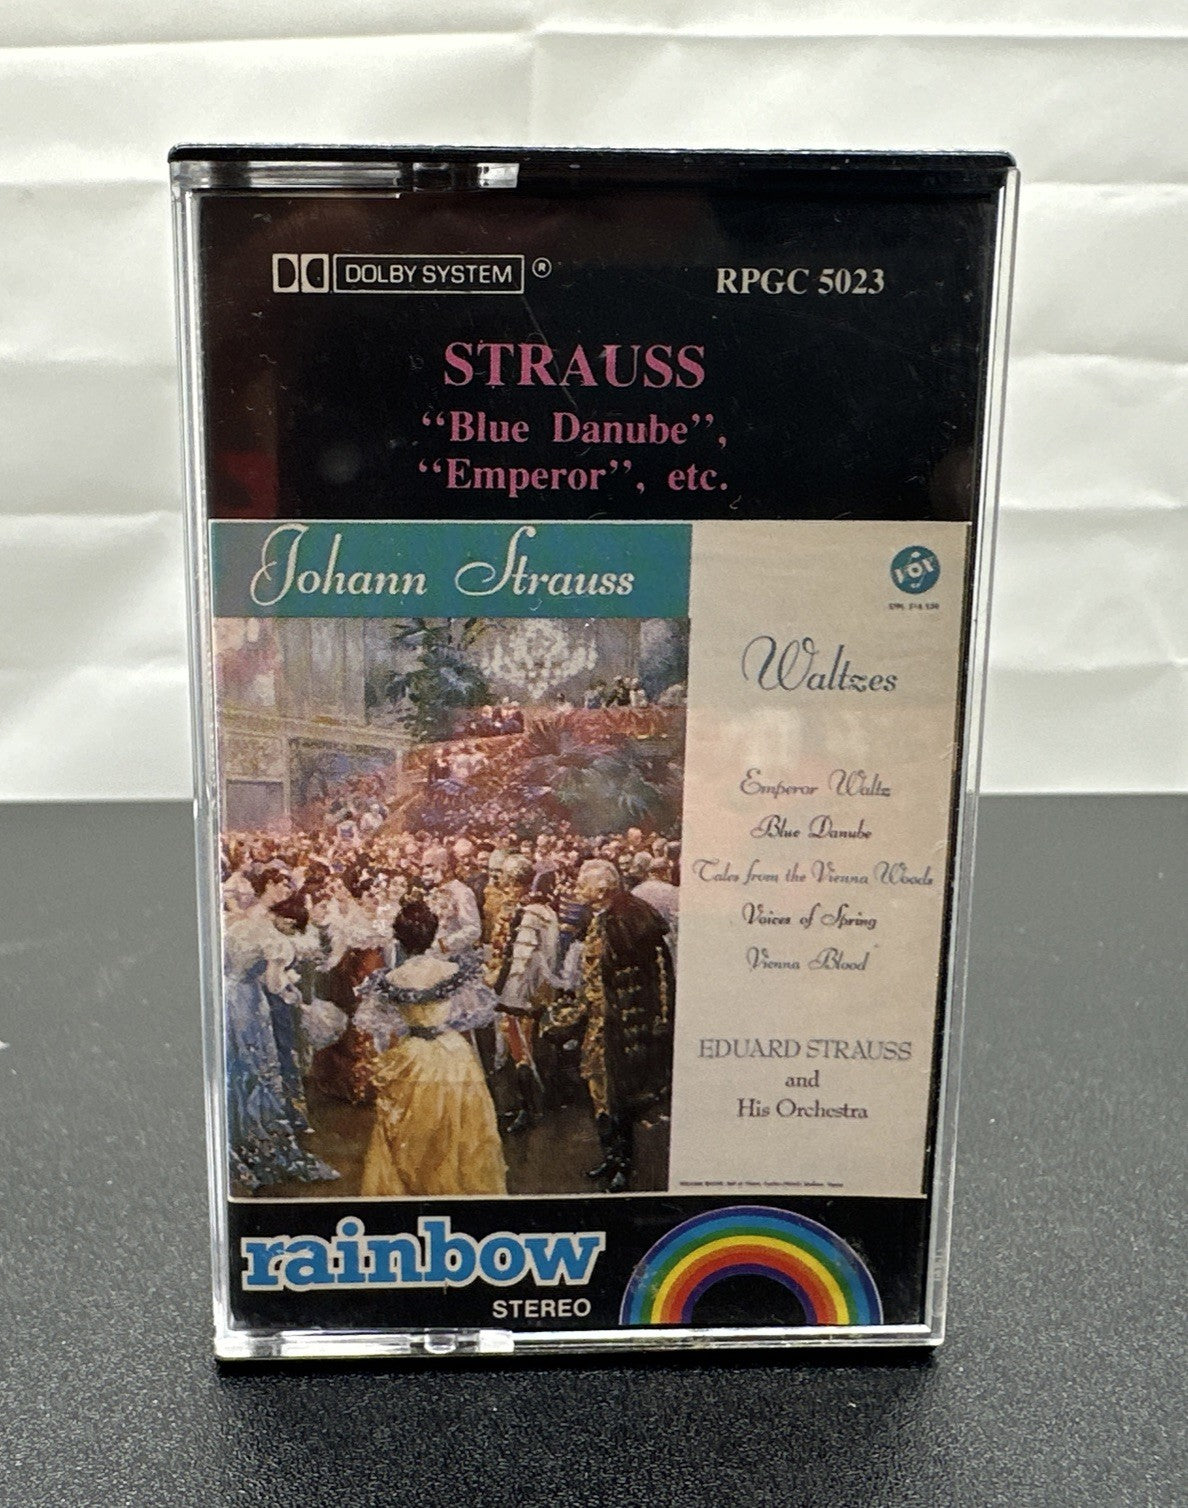 DOLBY SYSTEM ®
RPGC 5023
STRAUSS
“Blue Danube”,
“Emperor”, etc.
Johann Strauss
VOX
Waltzes
Emperor Waltz
Blue Danube
Tales from the Vienna Woods
Voices of Spring
Vienna Blood
EDUARD STRAUSS
and
His Orchestra
rainbow
STEREO